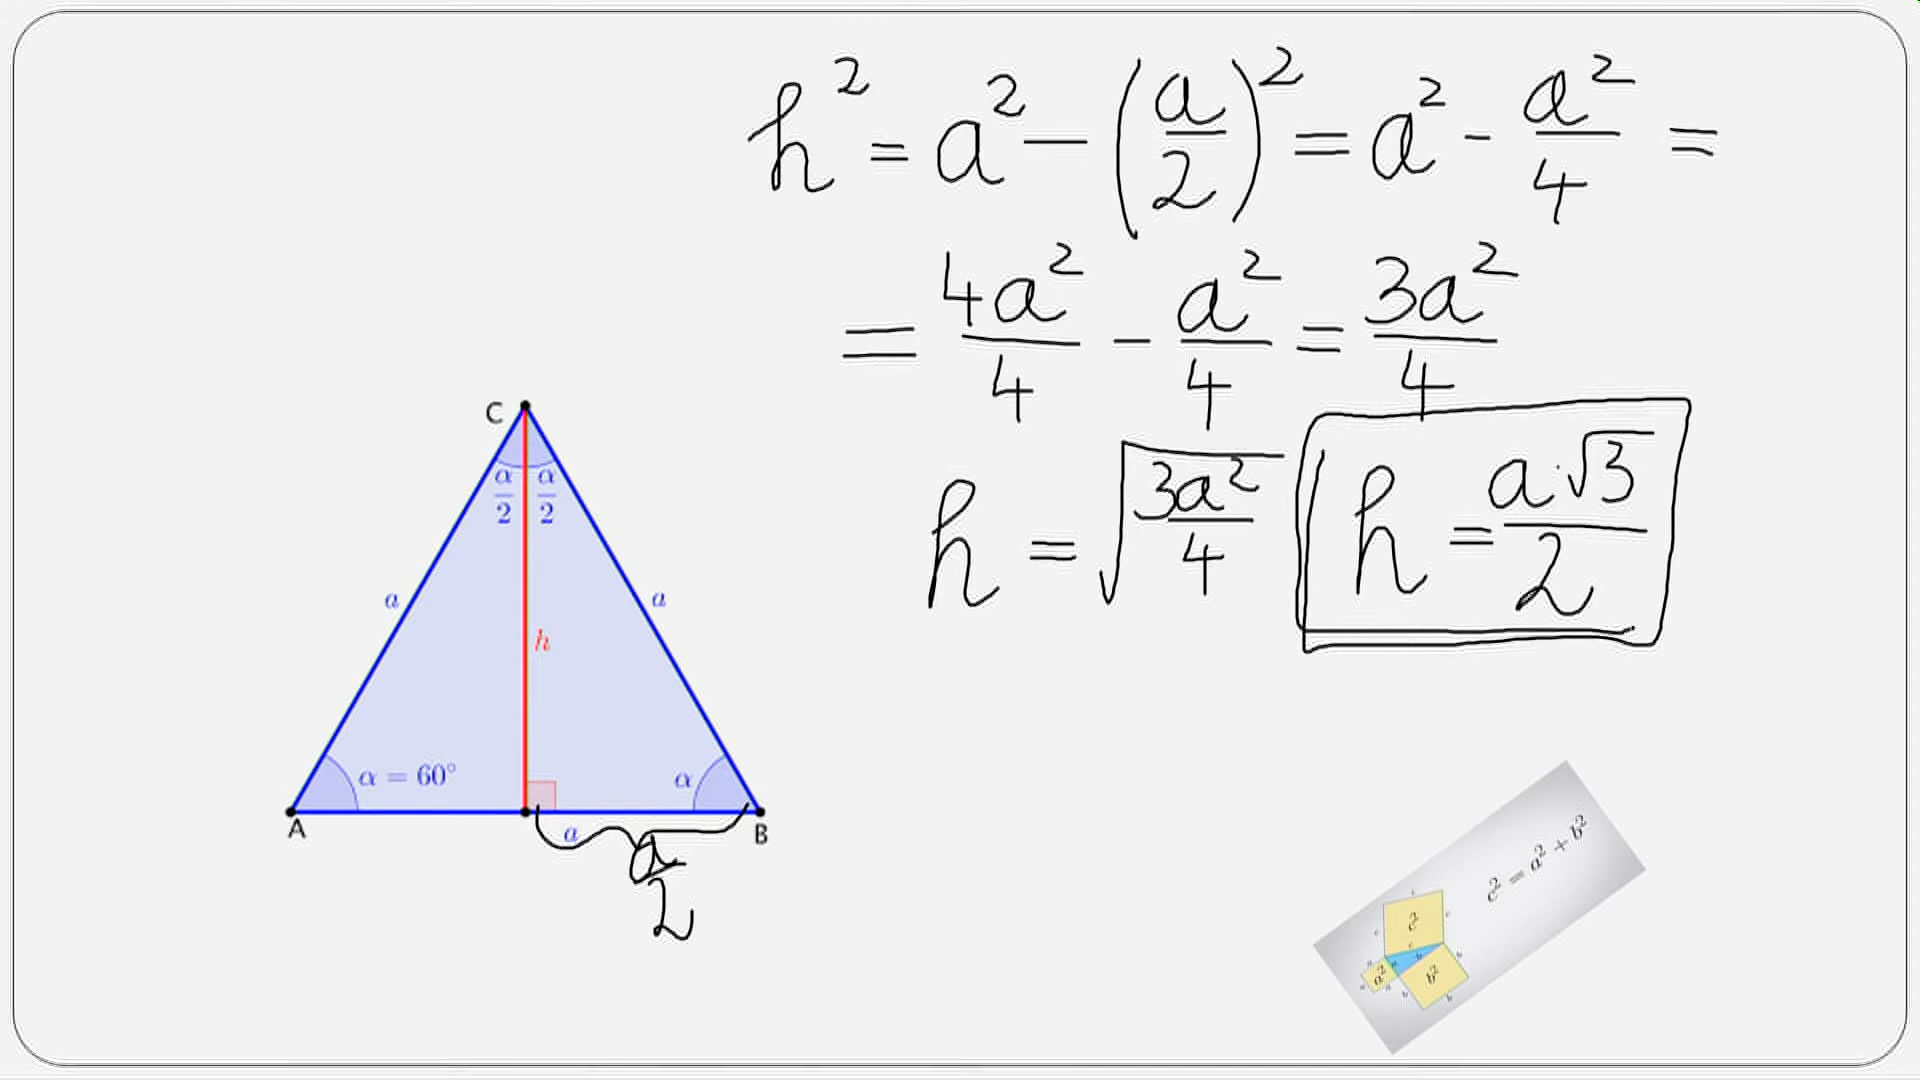 h² = a² - (a/2)² = a² - a²/4 =
= 4a²/4 - a²/4 = 3a²/4
h = √(3a²/4) h = a·√3/2
C
α/2 α/2
a a
h
α = 60° α
A a B
a/2
c² = a² + b²
c
c c² c
c
a a b b
a a² b²
a b b